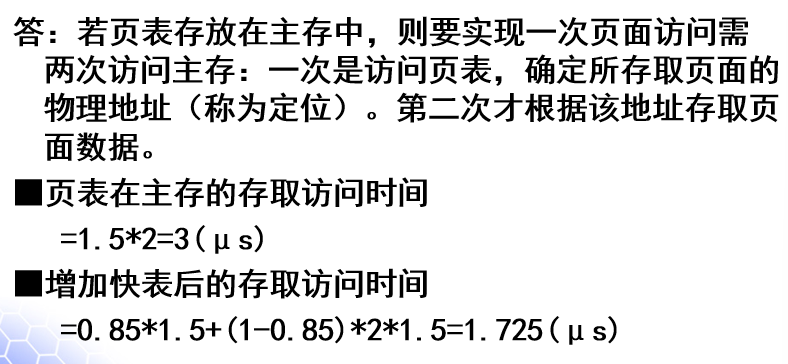 答：若页表存放在主存中，则要实现一次页面访问需
两次访问主存：一次是访问页表，确定所存取页面的
物理地址（称为定位）。第二次才根据该地址存取页
面数据。
■页表在主存的存取访问时间
=1.5*2=3(μs)
■增加快表后的存取访问时间
=0.85*1.5+(1-0.85)*2*1.5=1.725(μs)